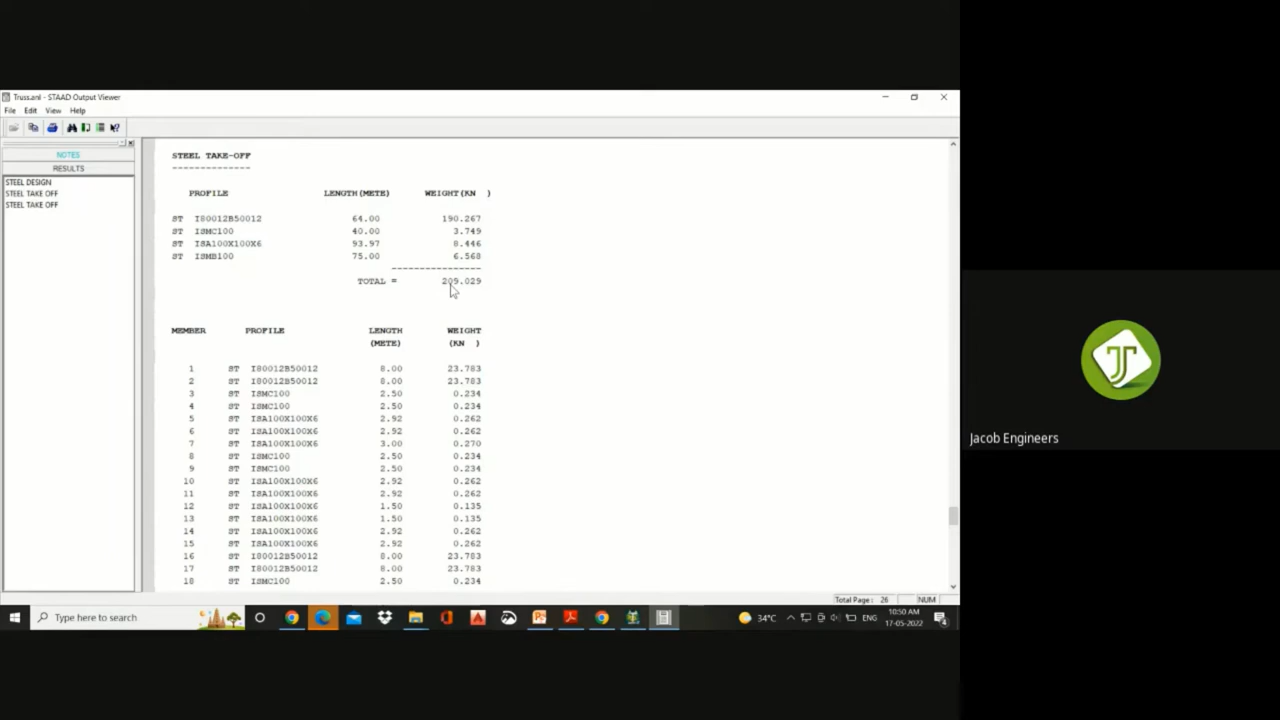 Truss.anl - STAAD Output Viewer
File Edit View Help
NOTES
RESULTS
STEEL DESIGN
STEEL TAKE OFF
STEEL TAKE OFF
STEEL TAKE-OFF
--------------
PROFILE LENGTH(METE) WEIGHT(KN )
ST I80012B50012 64.00 190.267
ST ISMC100 40.00 3.749
ST ISA100X100X6 93.97 8.446
ST ISMB100 75.00 6.568
----------------
TOTAL = 209.029
MEMBER PROFILE LENGTH WEIGHT
(METE) (KN )
1 ST I80012B50012 8.00 23.783
2 ST I80012B50012 8.00 23.783
3 ST ISMC100 2.50 0.234
4 ST ISMC100 2.50 0.234
5 ST ISA100X100X6 2.92 0.262
6 ST ISA100X100X6 2.92 0.262
7 ST ISA100X100X6 3.00 0.270
8 ST ISMC100 2.50 0.234
9 ST ISMC100 2.50 0.234
10 ST ISA100X100X6 2.92 0.262
11 ST ISA100X100X6 2.92 0.262
12 ST ISA100X100X6 1.50 0.135
13 ST ISA100X100X6 1.50 0.135
14 ST ISA100X100X6 2.92 0.262
15 ST ISA100X100X6 2.92 0.262
16 ST I80012B50012 8.00 23.783
17 ST I80012B50012 8.00 23.783
18 ST ISMC100 2.50 0.234
Total Page: 26 NUM
Type here to search
34°C ENG
10:50 AM
17-05-2022
4
Jacob Engineers